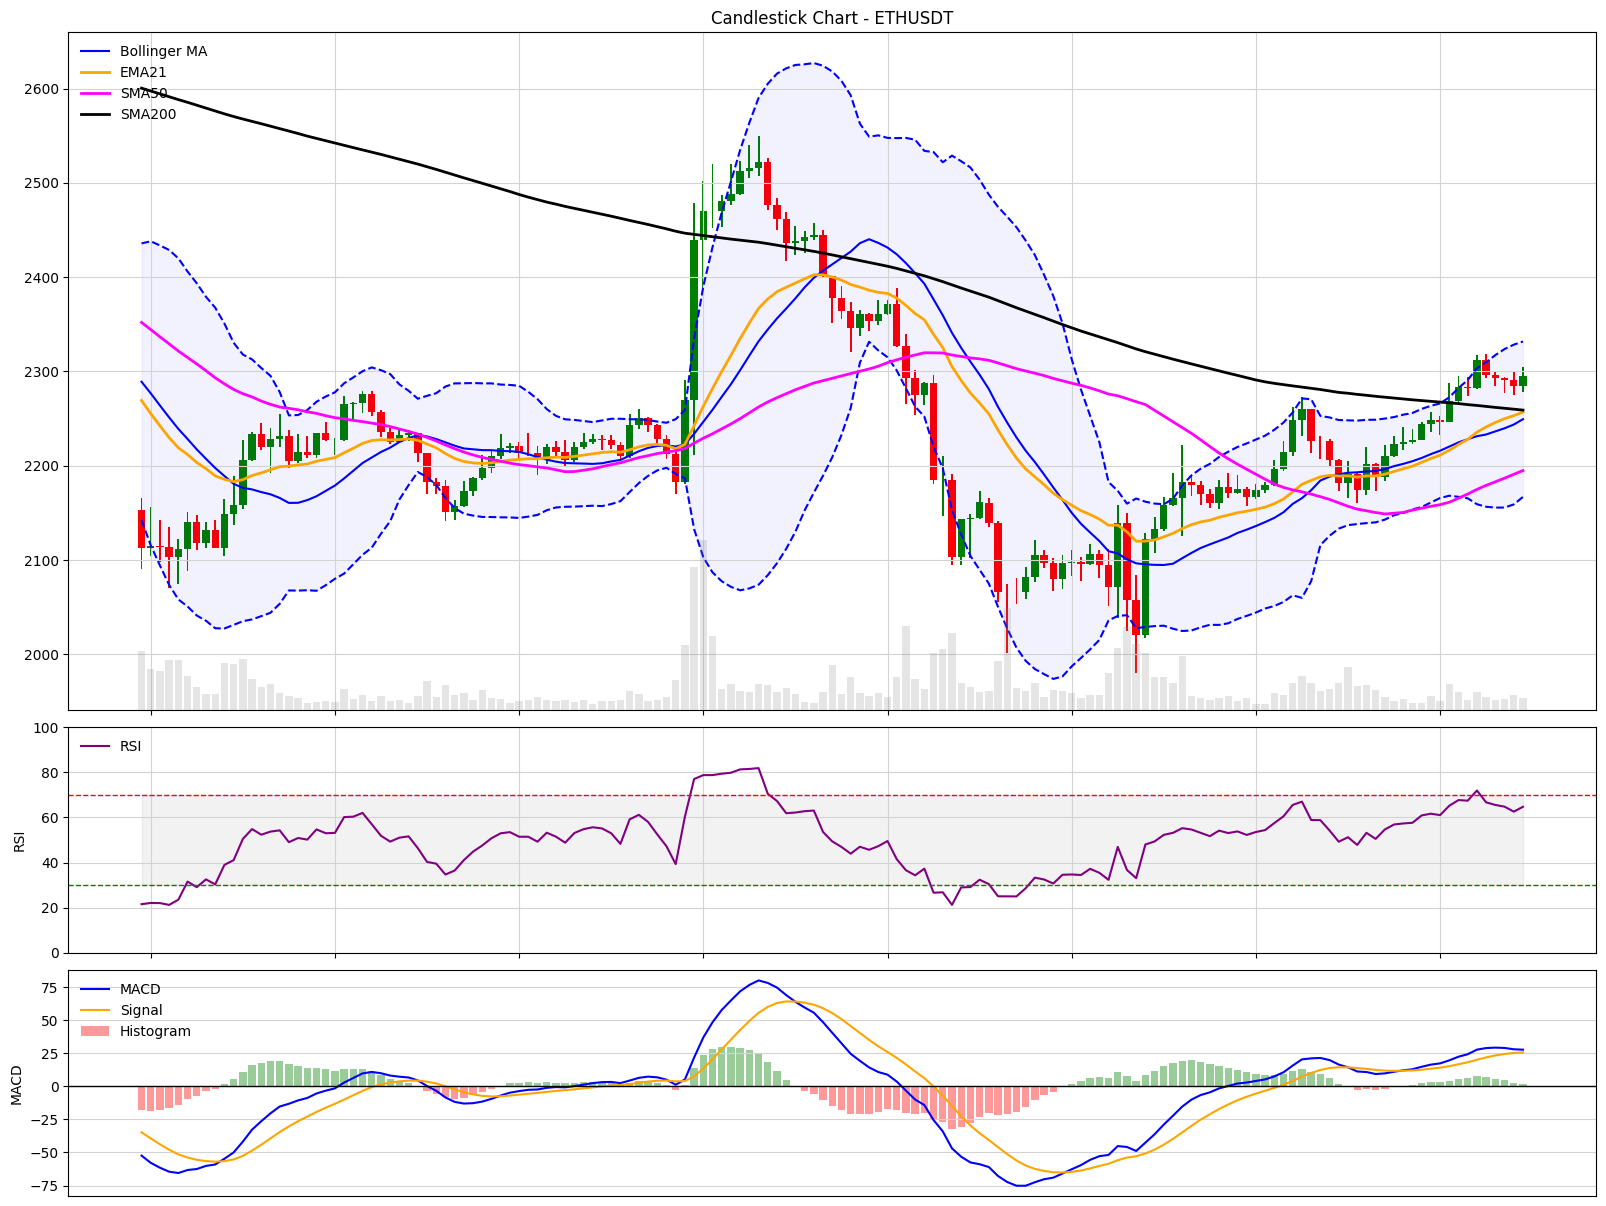 Candlestick Chart - ETHUSDT
Bollinger MA
EMA21
SMA50
SMA200
2600
2500
2400
2300
2200
2100
2000
RSI
100
80
60
40
20
0
RSI
MACD
Signal
Histogram
75
50
25
0
−25
−50
−75
MACD